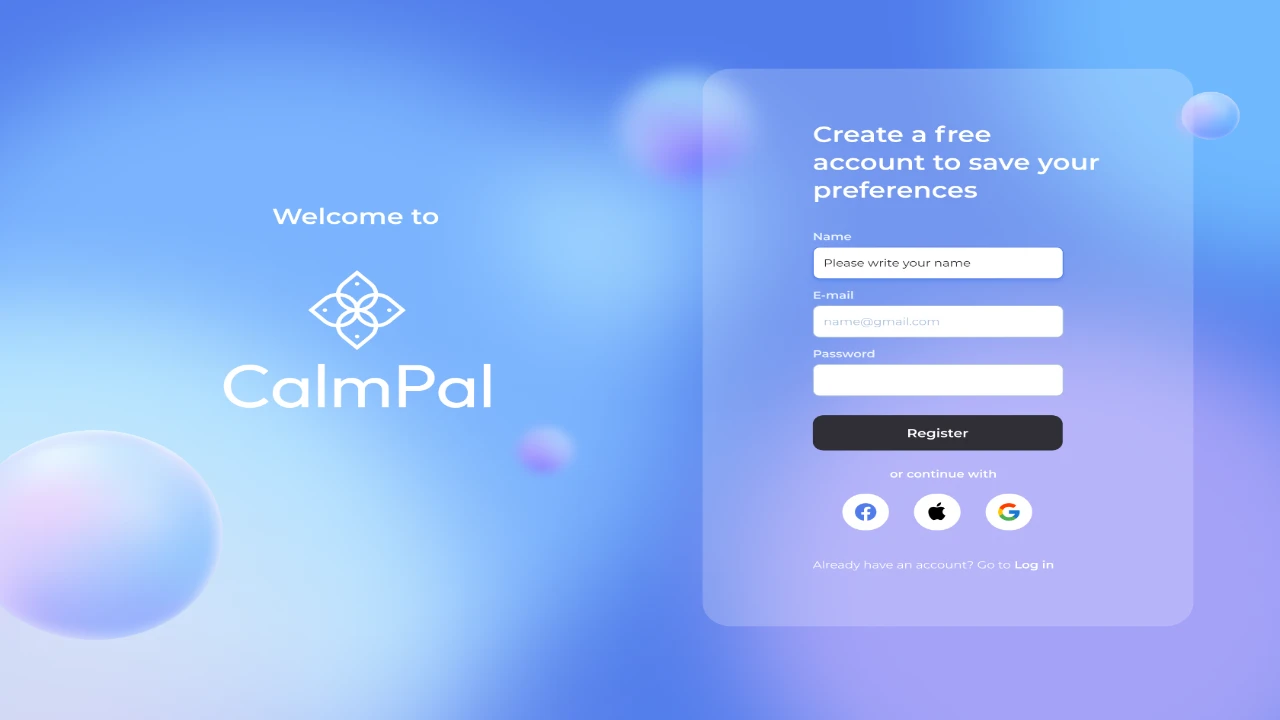 Welcome to
CalmPal
Create a free
account to save your
preferences
Name
Please write your name
E-mail
name@gmail.com
Password
Register
or continue with
Already have an account? Go to Log in